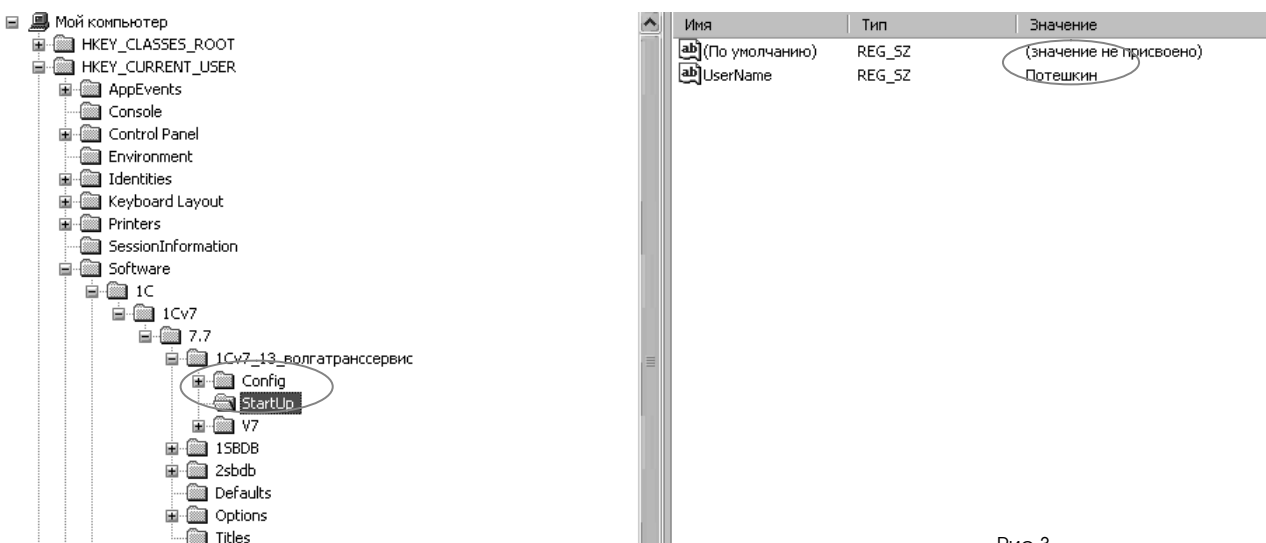 Мой компьютер
HKEY_CLASSES_ROOT
HKEY_CURRENT_USER
AppEvents
Console
Control Panel
Environment
Identities
Keyboard Layout
Printers
SessionInformation
Software
1C
1Cv7
7.7
1Cv7_13_волгатранссервис
Config
StartUp
V7
1SBDB
2sbdb
Defaults
Options
Titles
Имя Тип Значение
(По умолчанию) REG_SZ (значение не присвоено)
UserName REG_SZ Потешкин